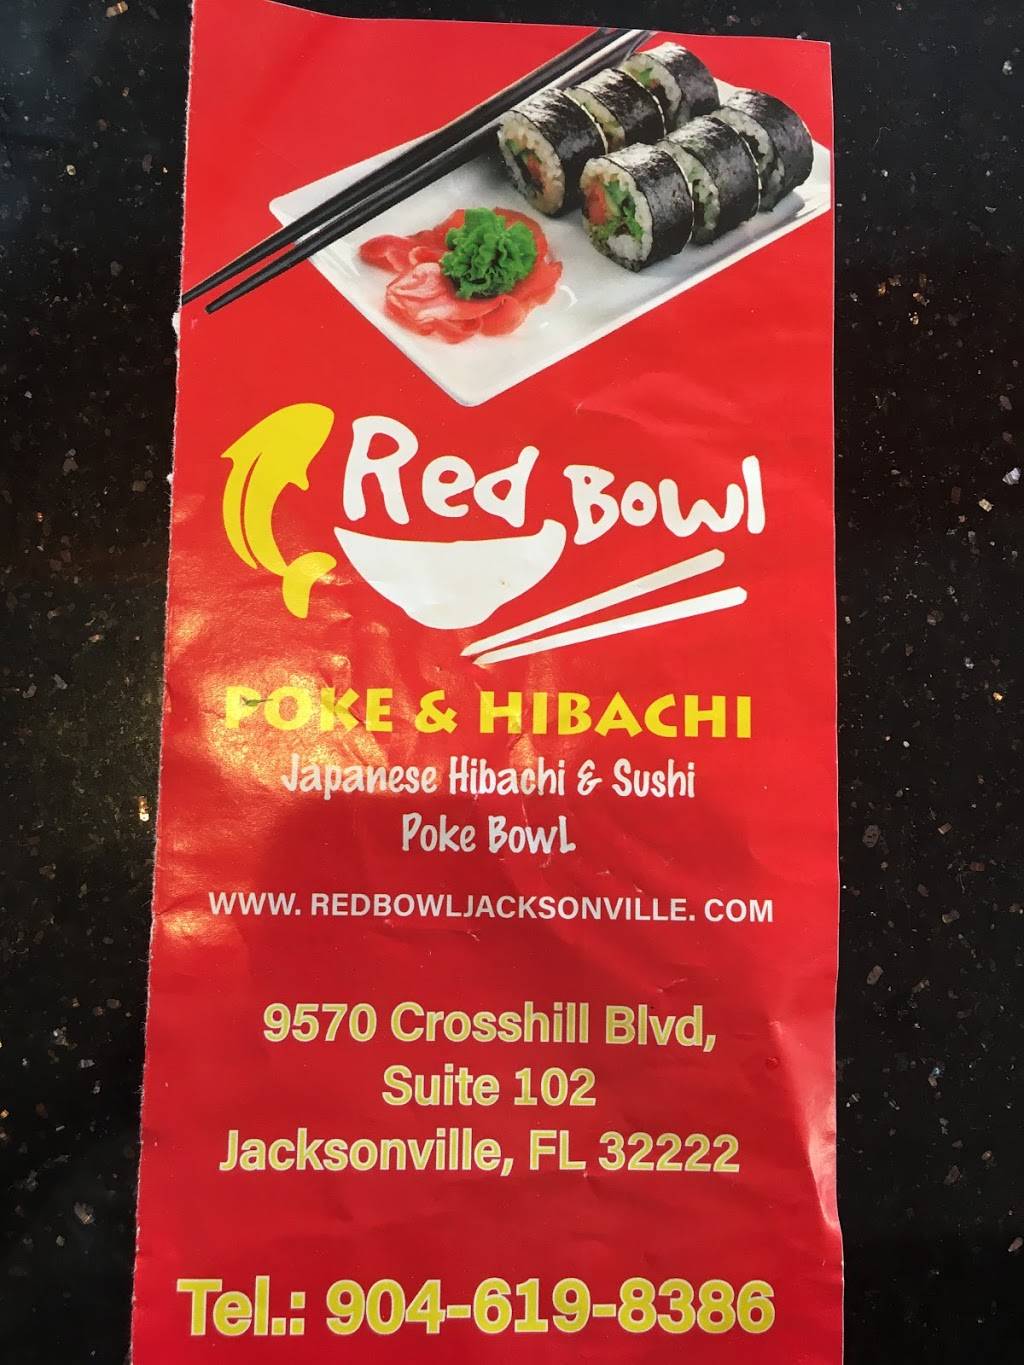 Red Bowl
POKE & HIBACHI
Japanese Hibachi & Sushi
Poke Bowl
WWW. REDBOWLJACKSONVILLE. COM
9570 Crosshill Blvd,
Suite 102
Jacksonville, FL 32222
Tel.: 904-619-8386